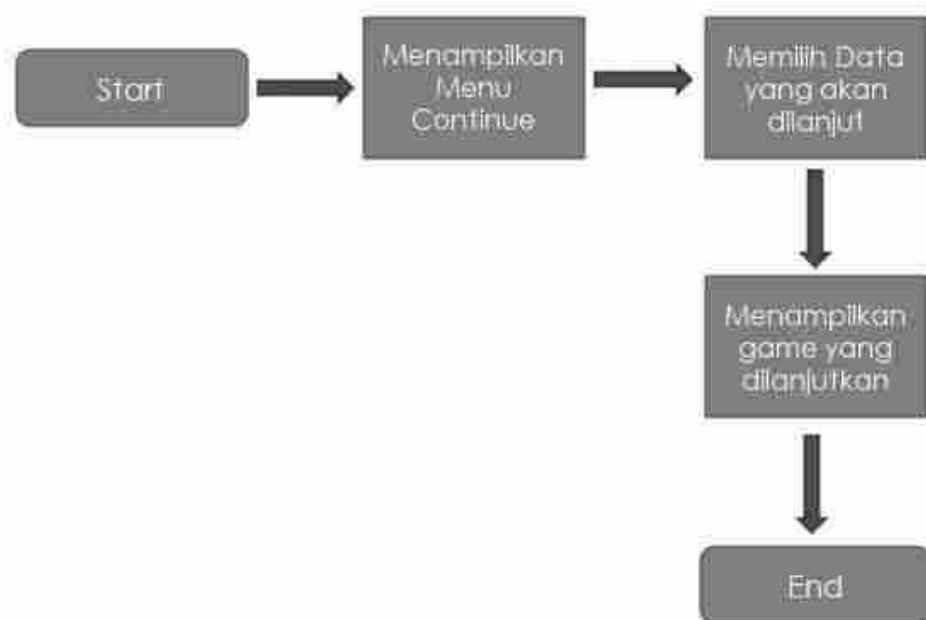 Start
Menampilkan
Menu
Continue
Memilih Data
yang akan
dilanjut
Menampilkan
game yang
dilanjutkan
End